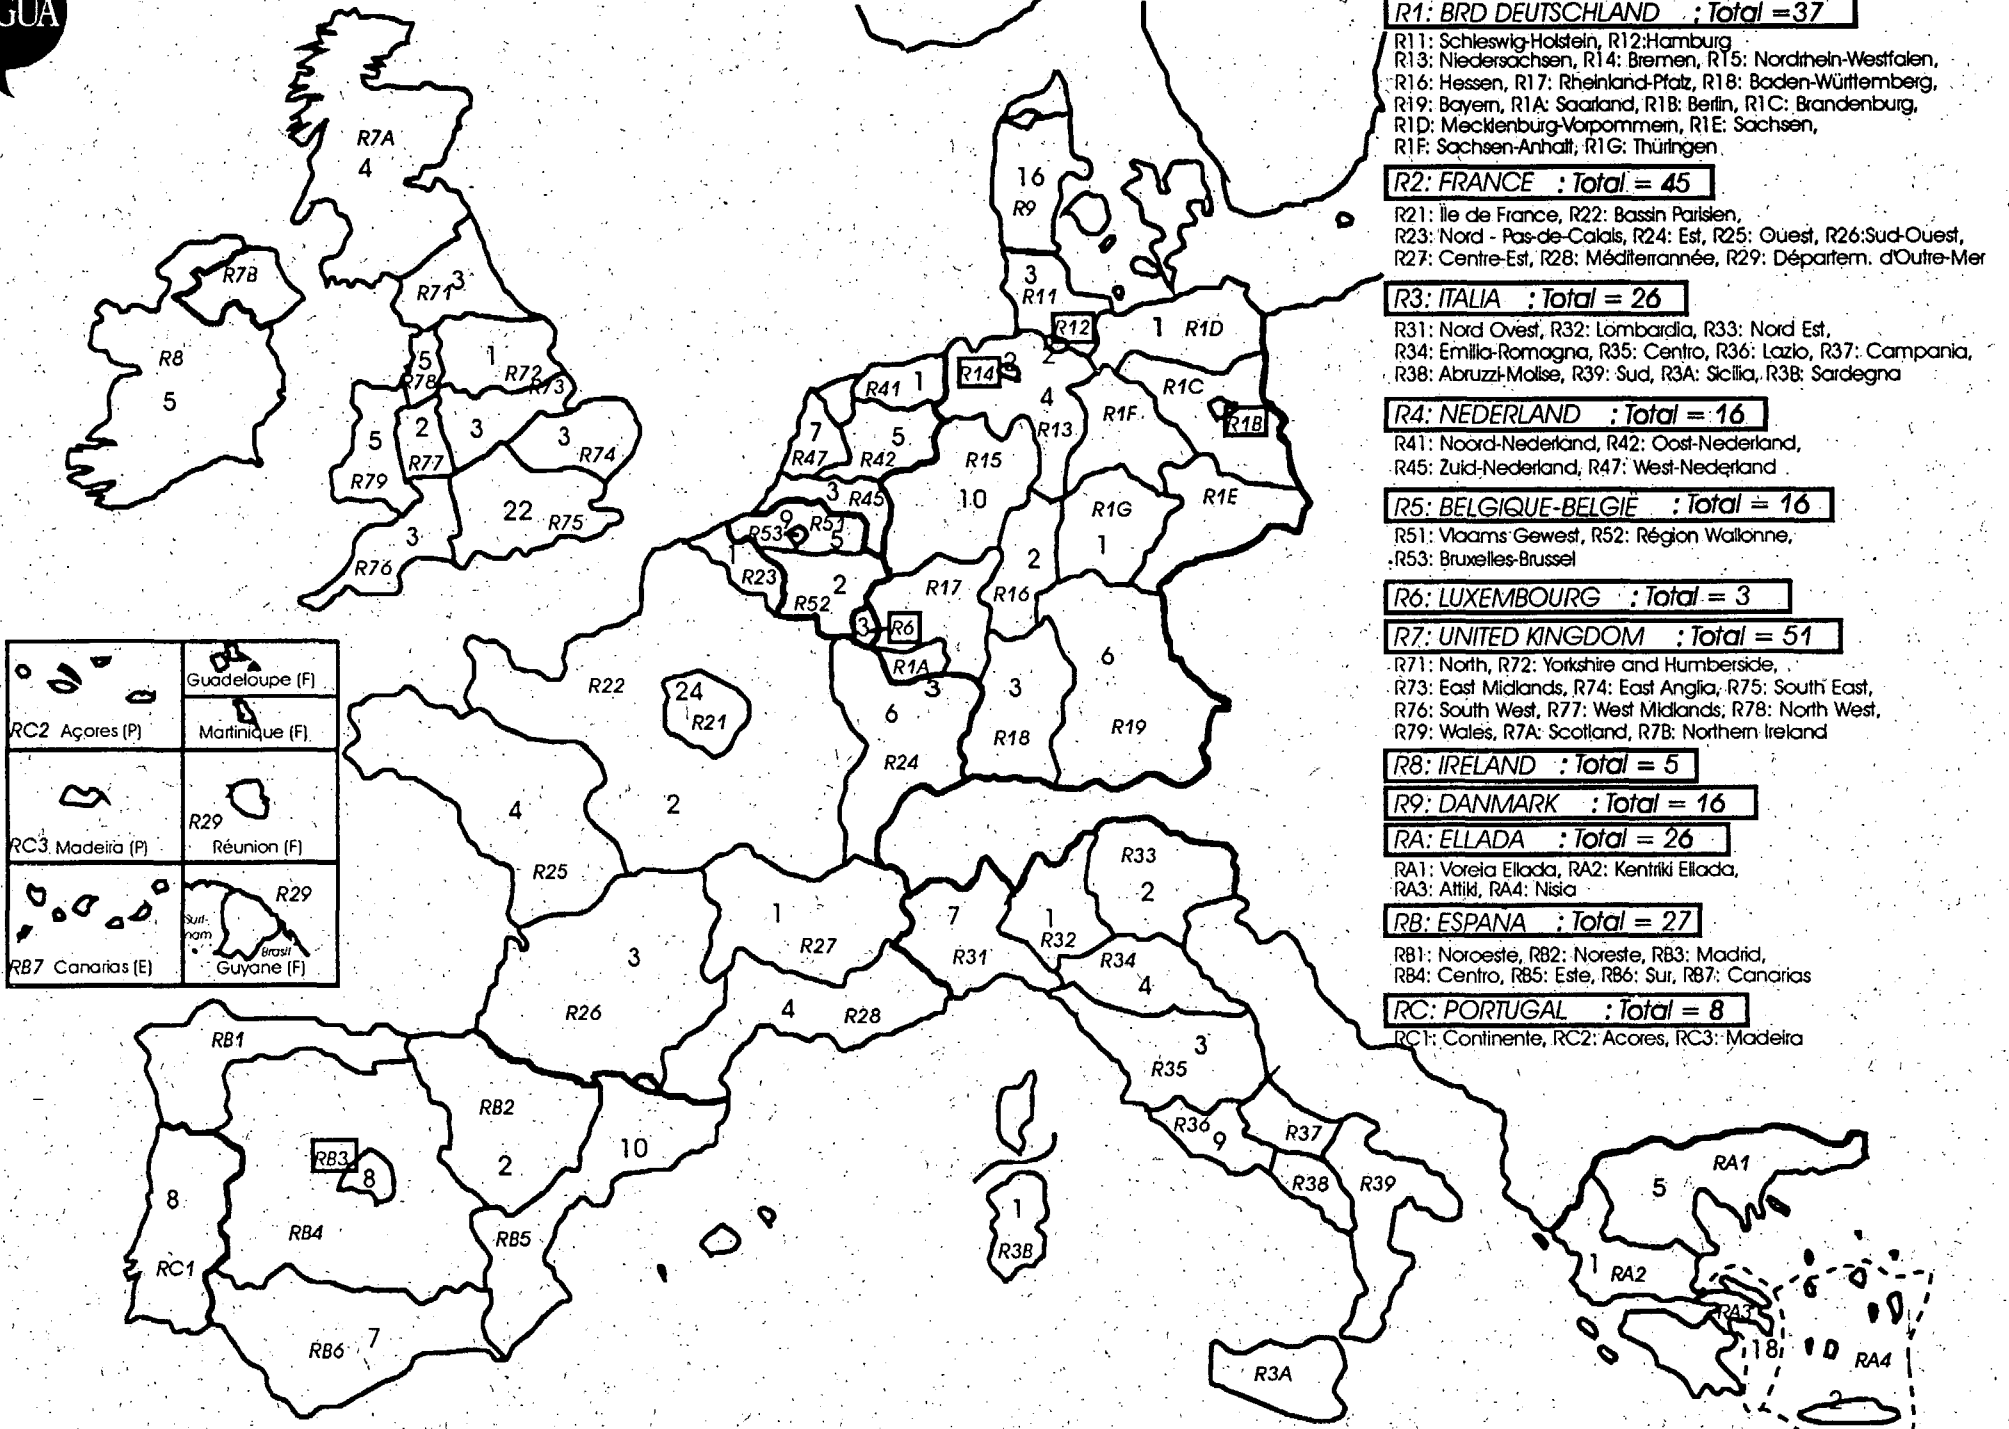 GUA
R1: BRD DEUTSCHLAND : Total =37
R11: Schleswig-Holstein, R12:Hamburg
R13: Niedersachsen, R14: Bremen, R15: Nordrhein-Westfalen,
R16: Hessen, R17: Rheinland-Pfalz, R18: Baden-Württemberg,
R19: Bayern, R1A: Saarland, R1B: Berlin, R1C: Brandenburg,
R1D: Mecklenburg-Vorpommern, R1E: Sachsen,
R1F: Sachsen-Anhalt, R1G: Thüringen
R2: FRANCE : Total = 45
R21: Île de France, R22: Bassin Parisien,
R23: Nord - Pas-de-Calais, R24: Est, R25: Ouest, R26:Sud-Ouest,
R27: Centre-Est, R28: Méditerrannée, R29: Départem. d'Outre-Mer
R3: ITALIA : Total = 26
R31: Nord Ovest, R32: Lombardia, R33: Nord Est,
R34: Emilia-Romagna, R35: Centro, R36: Lazio, R37: Campania,
R38: Abruzzi-Molise, R39: Sud, R3A: Sicilia, R3B: Sardegna
R4: NEDERLAND : Total = 16
R41: Noord-Nederland, R42: Oost-Nederland,
R45: Zuid-Nederland, R47: West-Nederland
R5: BELGIQUE-BELGIË : Total = 16
R51: Vlaams Gewest, R52: Région Wallonne,
R53: Bruxelles-Brussel
R6: LUXEMBOURG : Total = 3
R7: UNITED KINGDOM : Total = 51
R71: North, R72: Yorkshire and Humberside,
R73: East Midlands, R74: East Anglia, R75: South East,
R76: South West, R77: West Midlands, R78: North West,
R79: Wales, R7A: Scotland, R7B: Northern Ireland
R8: IRELAND : Total = 5
R9: DANMARK : Total = 16
RA: ELLADA : Total = 26
RA1: Voreia Ellada, RA2: Kentriki Ellada,
RA3: Attiki, RA4: Nisia
RB: ESPANA : Total = 27
RB1: Noroeste, RB2: Noreste, RB3: Madrid,
RB4: Centro, RB5: Este, RB6: Sur, RB7: Canarias
RC: PORTUGAL : Total = 8
RC1: Continente, RC2: Acores, RC3: Madeira
R7A
4
R7B
R71 3
R8
5
5
R78
1
R72
R73
3
2
R77
5
R79
3
R74
22
R75
3
R76
16
R9
3
R11
R12
2
1 R1D
R14
2
4
R13
R41 1
7
R47
5
R42
3
R45
R15
10
R1F
R1C
R1B
R1E
R1G
1
9
R53
R51
5
1
R23
2
R52
3
R6
R17
2
R16
R1A
3
3
R18
6
R19
R22
24
R21
2
6
R24
4
R25
RC2 Açores (P)
Guadeloupe (F)
Martinique (F)
RC3 Madeira (P)
R29
Réunion (F)
RB7 Canarias (E)
R29
Suri-
nam
Brasil
Guyane (F)
3
R26
1
R27
4
R28
7
R31
1
R32
R33
2
R34
4
3
R35
R36
9
R37
R38
R39
1
R3B
R3A
RB1
RB2
2
10
RB3
8
RB4
RB5
RB6 7
8
RC1
RA1
5
1
RA2
RA3
18
RA4
2